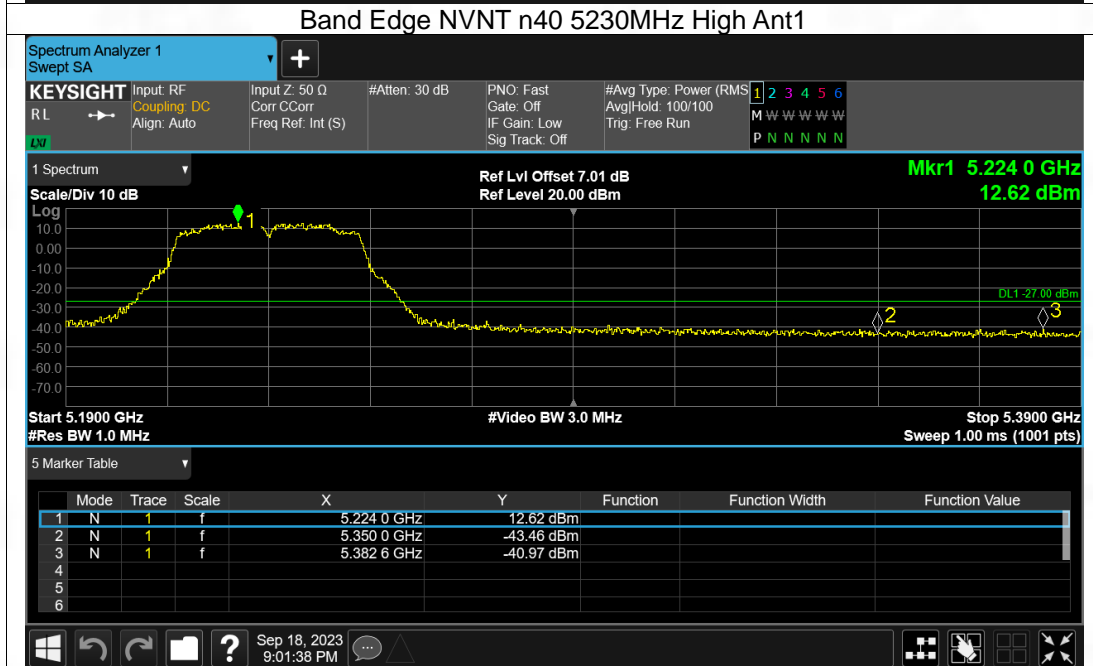 Band Edge NVNT n40 5230MHz High Ant1
Spectrum Analyzer 1
Swept SA
+
KEYSIGHT Input: RF Input Z: 50 Ω #Atten: 30 dB PNO: Fast #Avg Type: Power (RMS 1 2 3 4 5 6
RL Coupling: DC Corr CCorr Gate: Off Avg|Hold: 100/100 M W W W W W W
Align: Auto Freq Ref: Int (S) IF Gain: Low Trig: Free Run
LXI Sig Track: Off P N N N N N N
1 Spectrum Ref Lvl Offset 7.01 dB Mkr1 5.224 0 GHz
Scale/Div 10 dB Ref Level 20.00 dBm 12.62 dBm
Log
1
10.0
0.00
-10.0
-20.0
DL1 -27.00 dBm
-30.0
2
3
-40.0
-50.0
-60.0
-70.0
Start 5.1900 GHz #Video BW 3.0 MHz Stop 5.3900 GHz
#Res BW 1.0 MHz Sweep 1.00 ms (1001 pts)
5 Marker Table
Mode Trace Scale X Y Function Function Width Function Value
1 N 1 f 5.224 0 GHz 12.62 dBm
2 N 1 f 5.350 0 GHz -43.46 dBm
3 N 1 f 5.382 6 GHz -40.97 dBm
4
5
6
? Sep 18, 2023
9:01:38 PM